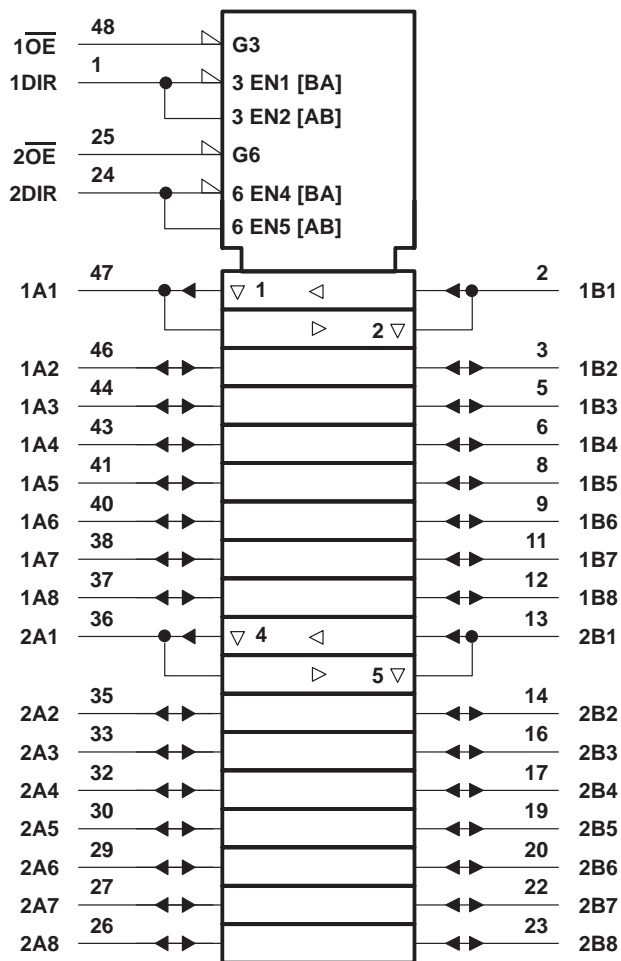 48
1O̅E̅ G3
1
1DIR 3 EN1 [BA]
3 EN2 [AB]
25
2O̅E̅ G6
24
2DIR 6 EN4 [BA]
6 EN5 [AB]
47 2
1A1 1 1B1
2
46 3
1A2 1B2
44 5
1A3 1B3
43 6
1A4 1B4
41 8
1A5 1B5
40 9
1A6 1B6
38 11
1A7 1B7
37 12
1A8 1B8
36 13
2A1 4 2B1
5
35 14
2A2 2B2
33 16
2A3 2B3
32 17
2A4 2B4
30 19
2A5 2B5
29 20
2A6 2B6
27 22
2A7 2B7
26 23
2A8 2B8